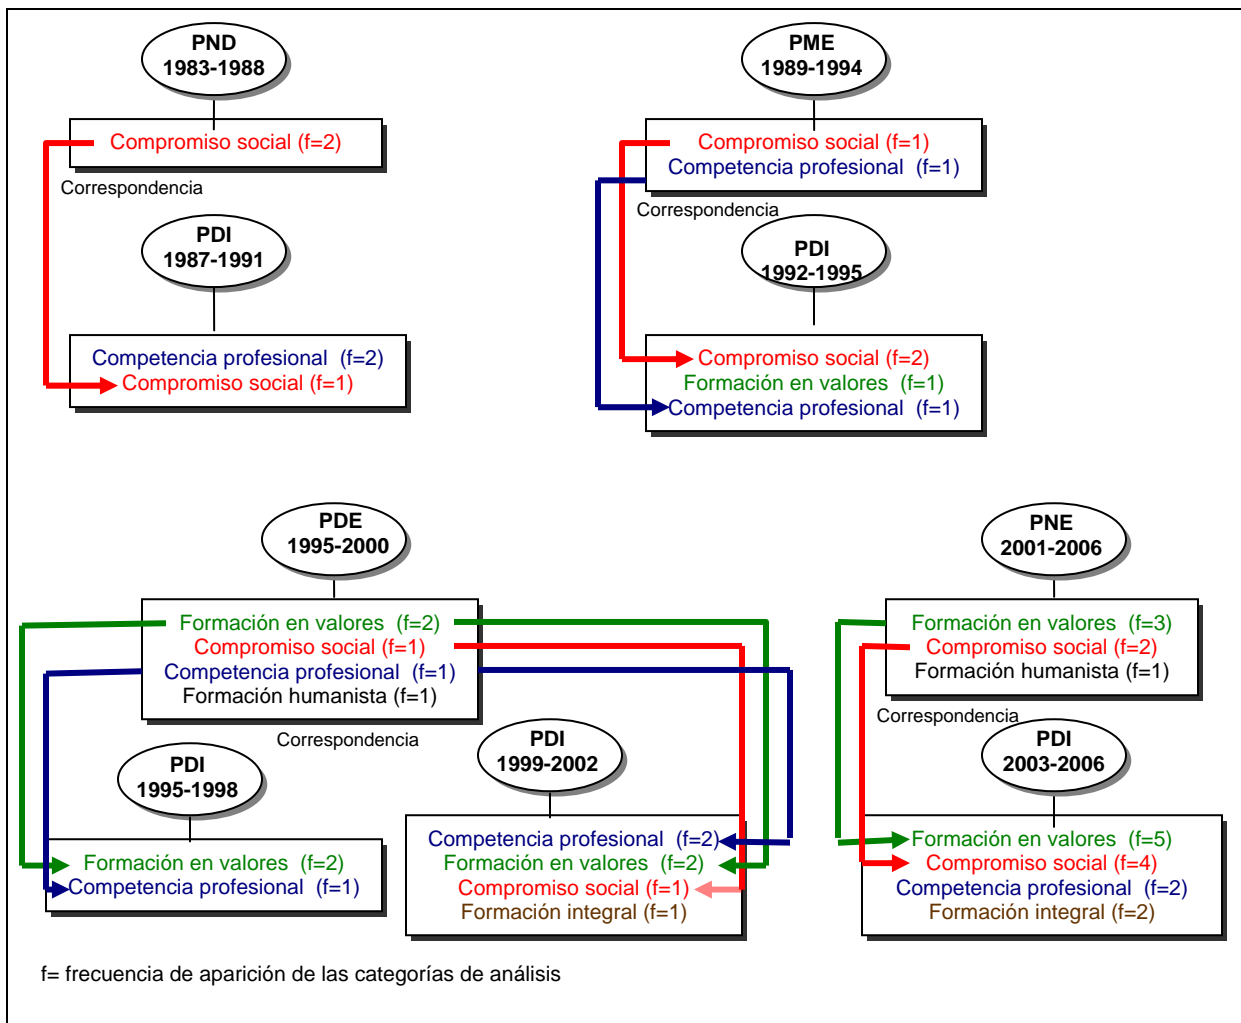 PND
1983-1988
Compromiso social (f=2)
Correspondencia
PDI
1987-1991
Competencia profesional (f=2)
Compromiso social (f=1)
PME
1989-1994
Compromiso social (f=1)
Competencia profesional (f=1)
Correspondencia
PDI
1992-1995
Compromiso social (f=2)
Formación en valores (f=1)
Competencia profesional (f=1)
PDE
1995-2000
Formación en valores (f=2)
Compromiso social (f=1)
Competencia profesional (f=1)
Formación humanista (f=1)
Correspondencia
PDI
1995-1998
Formación en valores (f=2)
Competencia profesional (f=1)
PDI
1999-2002
Competencia profesional (f=2)
Formación en valores (f=2)
Compromiso social (f=1)
Formación integral (f=1)
PNE
2001-2006
Formación en valores (f=3)
Compromiso social (f=2)
Formación humanista (f=1)
Correspondencia
PDI
2003-2006
Formación en valores (f=5)
Compromiso social (f=4)
Competencia profesional (f=2)
Formación integral (f=2)
f= frecuencia de aparición de las categorías de análisis